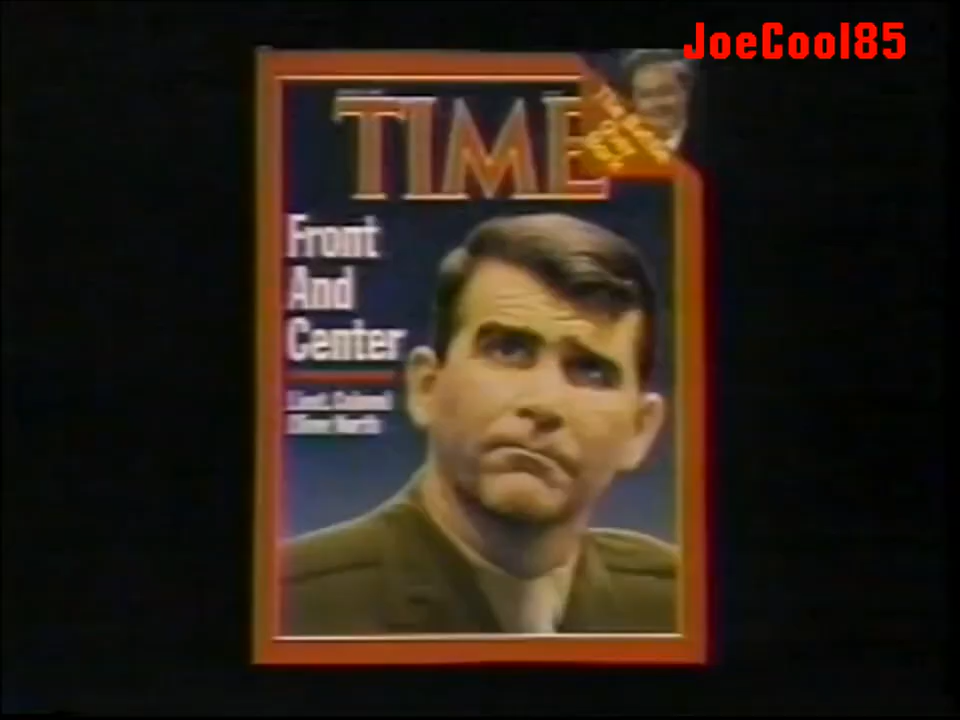 JoeCool85
TIME
Front
And
Center
Lieut. Colonel
Oliver North